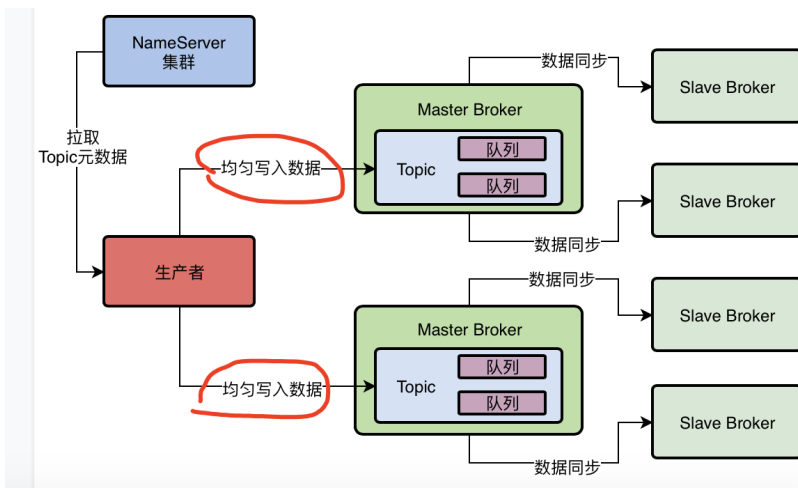 NameServer
集群
数据同步
Slave Broker
Master Broker
拉取
Topic元数据
均匀写入数据
Topic
队列
队列
Slave Broker
数据同步
生产者
数据同步
Slave Broker
Master Broker
均匀写入数据
Topic
队列
队列
Slave Broker
数据同步